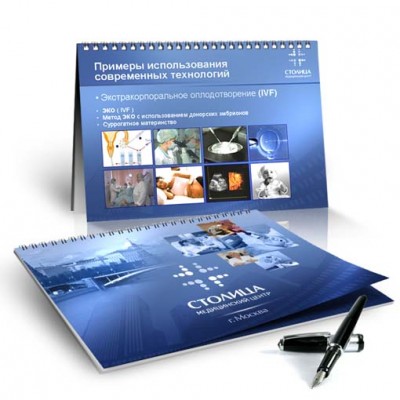 Примеры использования
современных технологий
СТОЛИЦА
• Экстракорпоральное оплодотворение (IVF)
• ЭКО ( IVF )
• Метод ЭКО с использованием донорских эмбрионов
• Суррогатное материнство
СТОЛИЦА
МЕДИЦИНСКИЙ ЦЕНТР
г. Москва